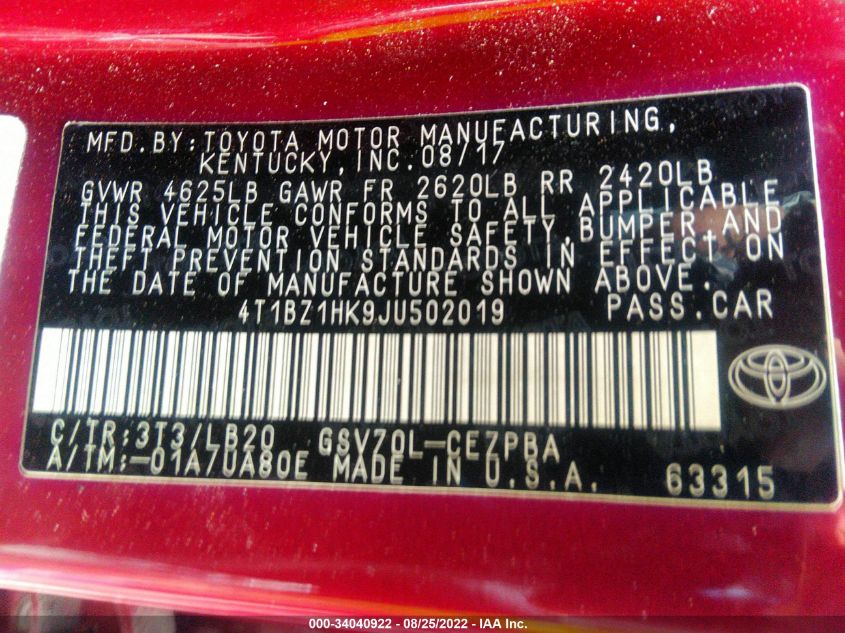 MFD.BY:TOYOTA MOTOR MANUFACTURING,
KENTUCKY,INC.08/17
GVWR 4625LB GAWR FR 2620LB RR 2420LB
THIS VEHICLE CONFORMS TO ALL APPLICABLE
FEDERAL MOTOR VEHICLE SAFETY,BUMPER,AND
THEFT PREVENTION STANDARDS IN EFFECT ON
THE DATE OF MANUFACTURE SHOWN ABOVE.
4T1BZ1HK9JU502019 PASS.CAR
C/TR:3T3/LB20 GSV70L-CEZPBA
A/TM:-01A/UA80E MADE IN U.S.A. 63315
000-34040922 - 08/25/2022 - IAA Inc.